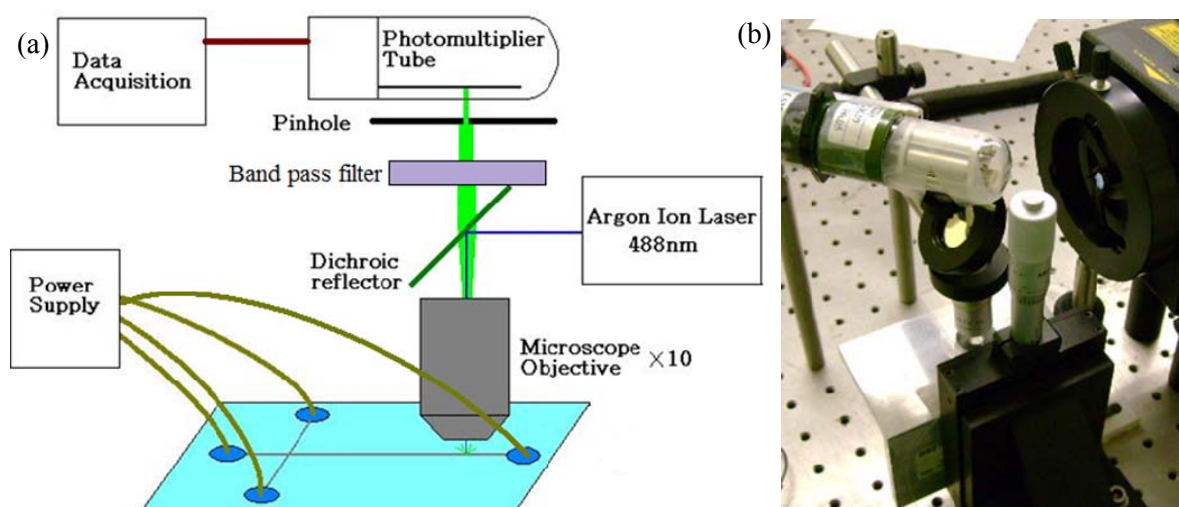 (a)
Data
Acquisition
Photomultiplier
Tube
Pinhole
Band pass filter
Argon Ion Laser
488nm
Dichroic
reflector
Power
Supply
Microscope
Objective ×10
(b)